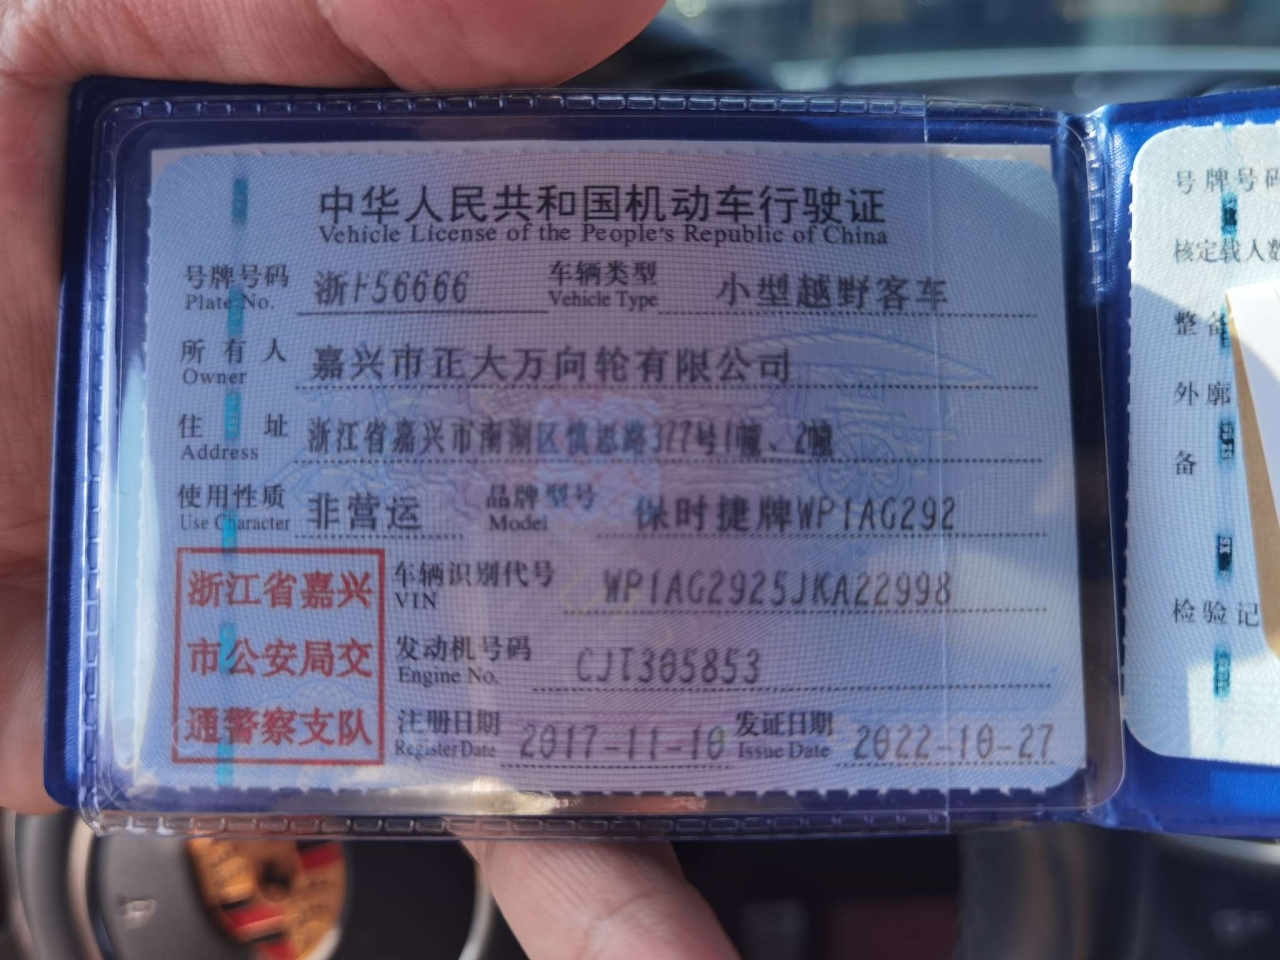 中华人民共和国机动车行驶证
Vehicle License of the People's Republic of China
号牌号码 浙F56666 车辆类型 小型越野客车
Plate No. Vehicle Type
所有人 嘉兴市正大万向轮有限公司
Owner
住址 浙江省嘉兴市南湖区慎思路377号1幢、2幢
Address
使用性质 非营运 品牌型号 保时捷牌WP1AG292
Use Character Model
浙江省嘉兴
市公安局交
通警察支队
车辆识别代号 WP1AG2925JKA22998
VIN
发动机号码 CJT305853
Engine No.
注册日期 2017-11-10 发证日期 2022-10-27
Register Date Issue Date
号牌号码
核定载人数
整备
外廓
备
检验记